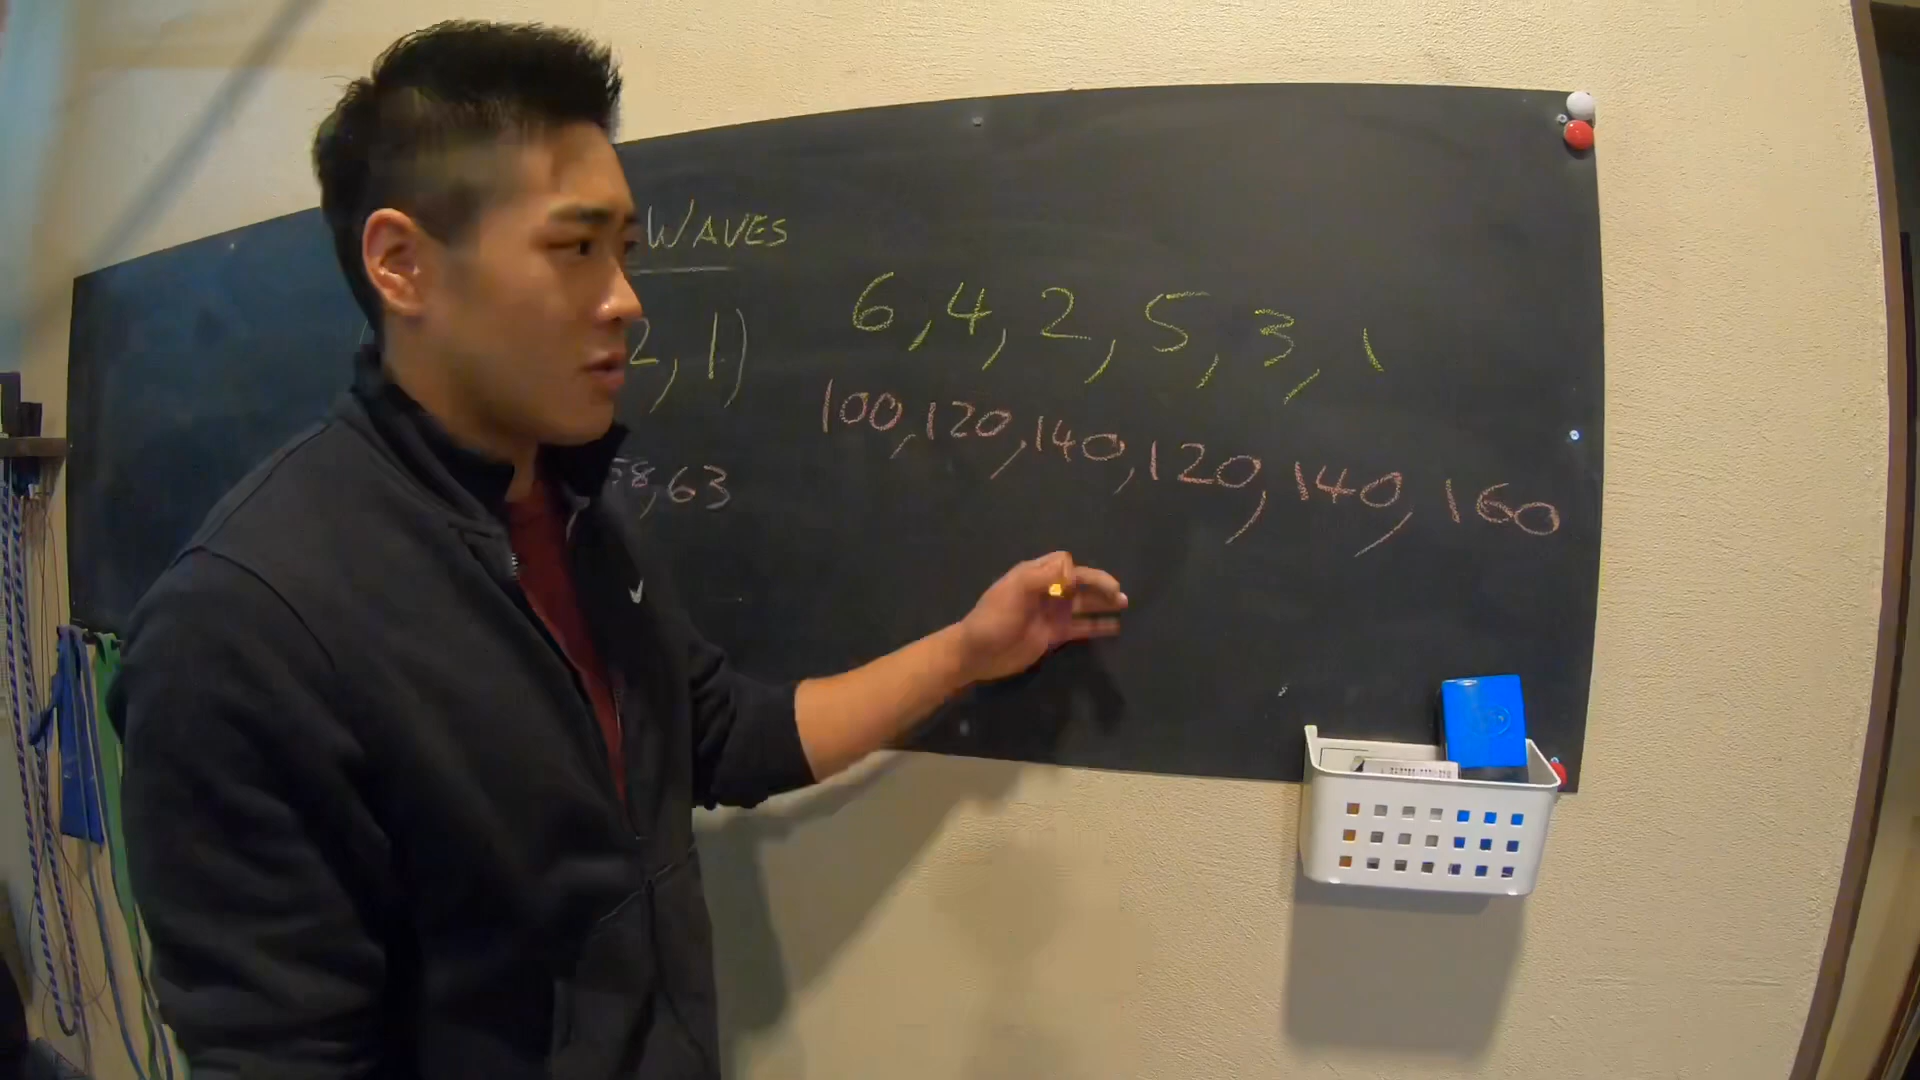 WAVES
2, 1)
58, 63
6, 4, 2, 5, 3, 1
100, 120, 140, 120, 140, 160